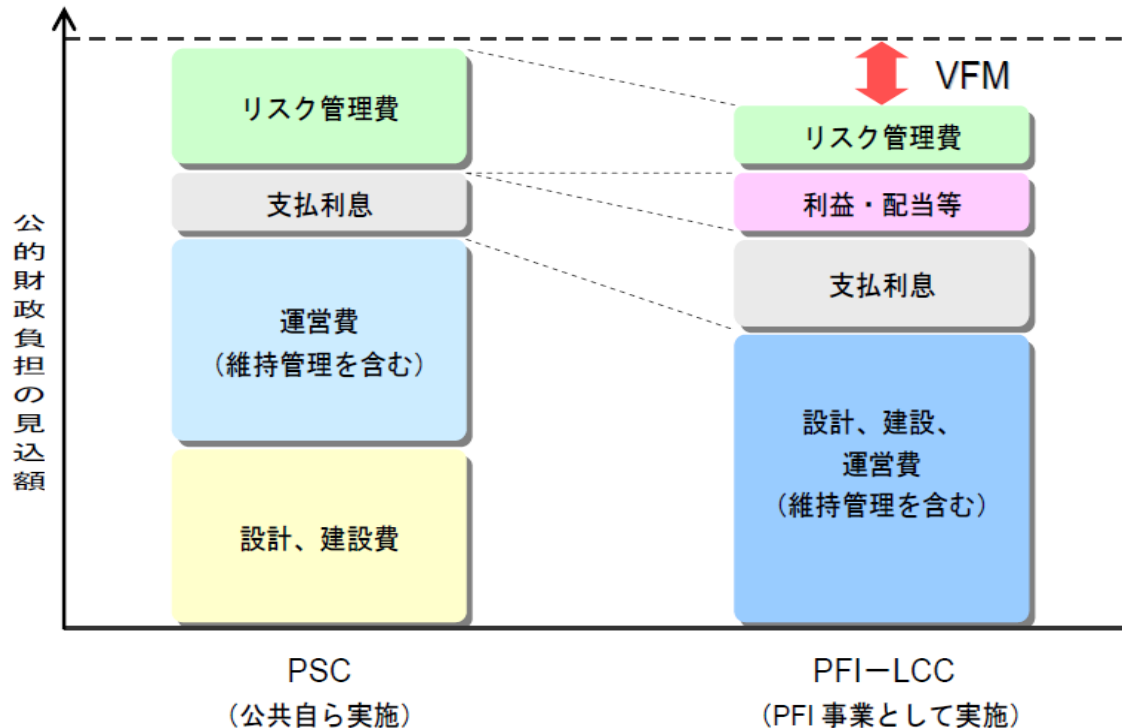 公的財政負担の見込額
リスク管理費
支払利息
運営費
（維持管理を含む）
設計、建設費
VFM
リスク管理費
利益・配当等
支払利息
設計、建設、
運営費
（維持管理を含む）
PSC
（公共自ら実施）
PFI－LCC
（PFI 事業として実施）